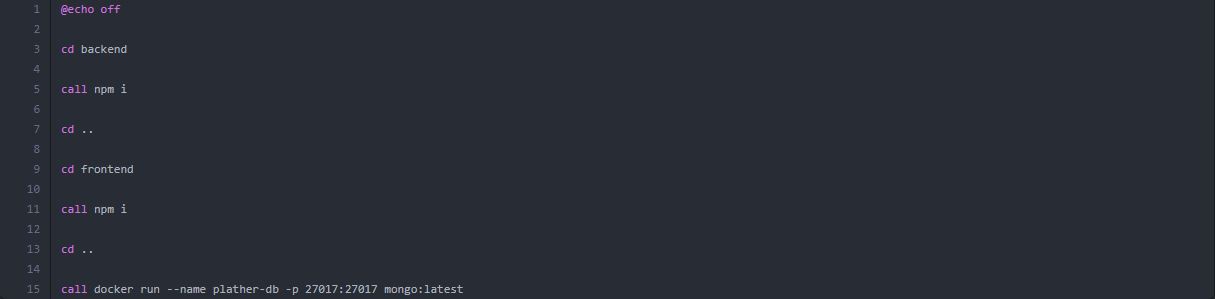 1 @echo off
2
3 cd backend
4
5 call npm i
6
7 cd ..
8
9 cd frontend
10
11 call npm i
12
13 cd ..
14
15 call docker run --name plather-db -p 27017:27017 mongo:latest